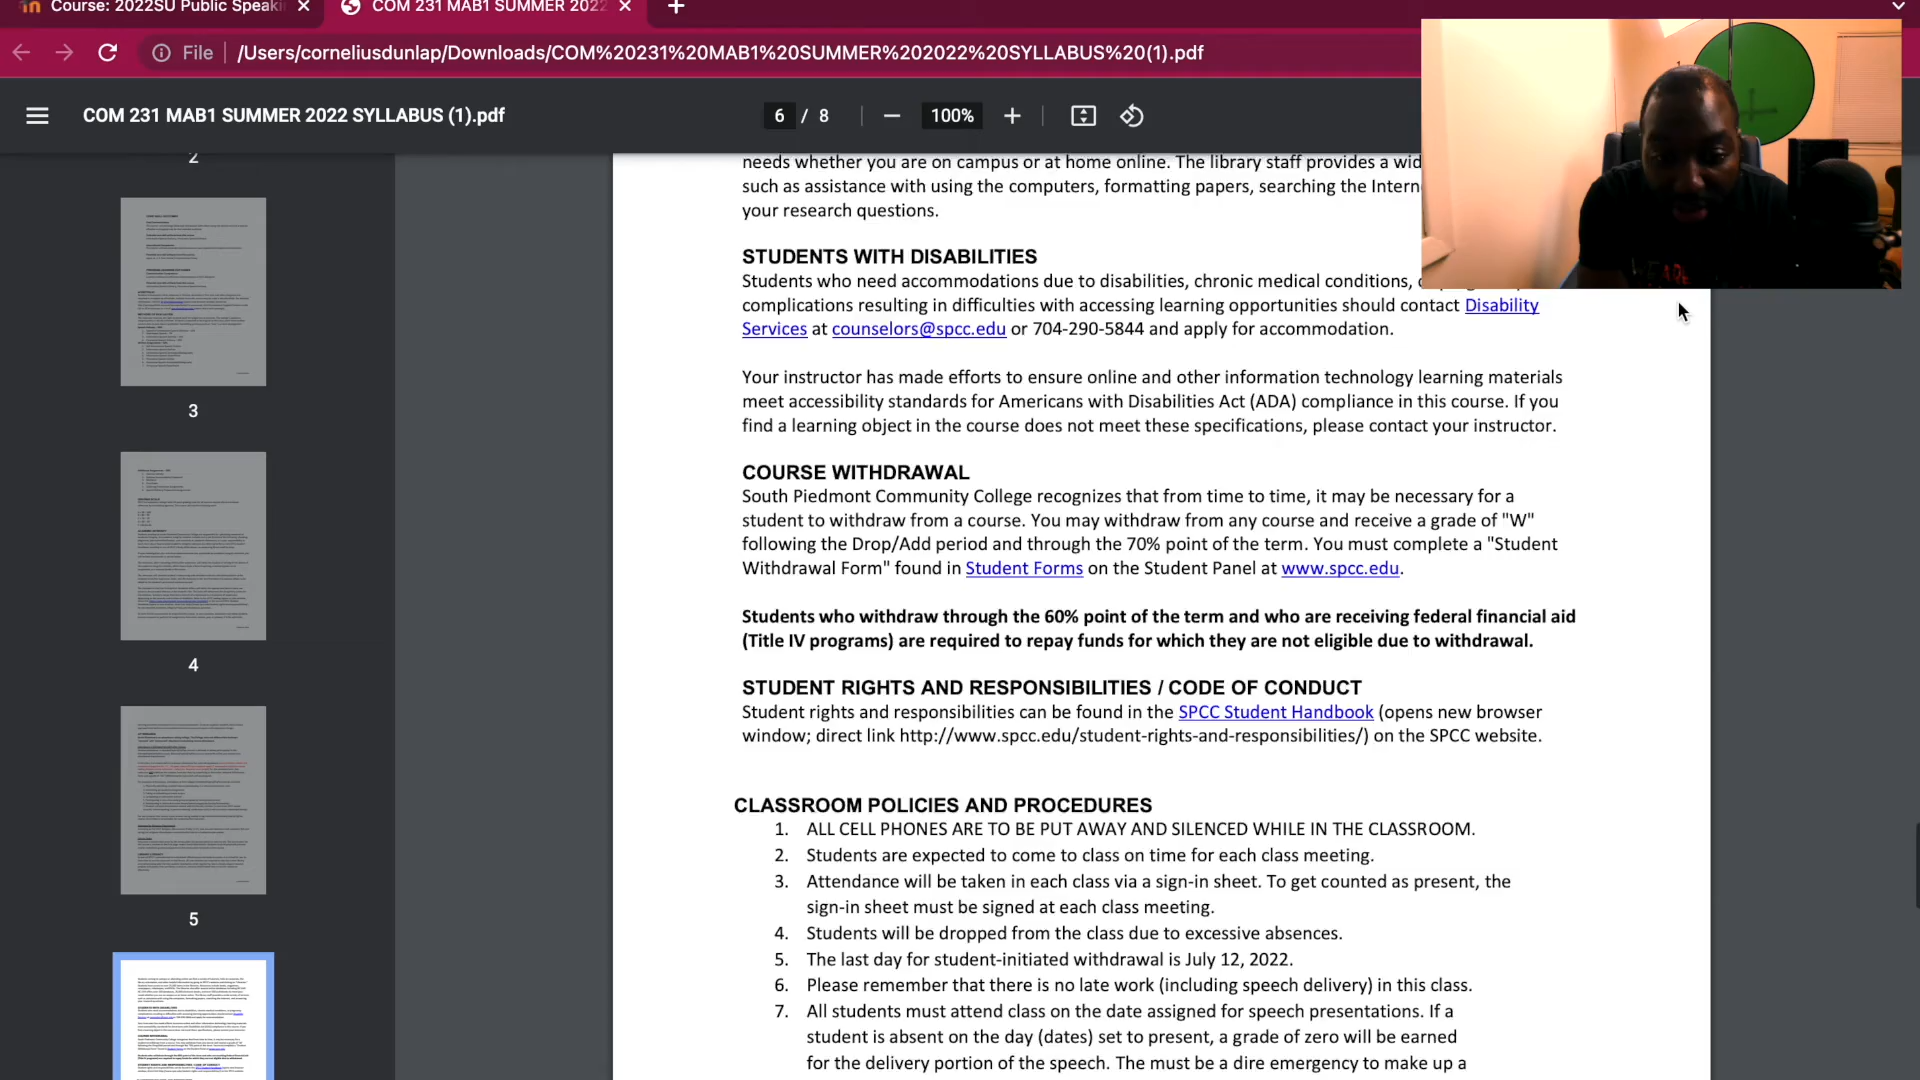 Course: 2022SU Public Speaki
COM 231 MAB1 SUMMER 2022
File
/Users/corneliusdunlap/Downloads/COM%20231%20MAB1%20SUMMER%202022%20SYLLABUS%20(1).pdf
COM 231 MAB1 SUMMER 2022 SYLLABUS (1).pdf
6 / 8
100%
2
3
4
5
needs whether you are on campus or at home online. The library staff provides a
such as assistance with using the computers, formatting papers, searching the
your research questions.
STUDENTS WITH DISABILITIES
Students who need accommodations due to disabilities, chronic medical conditions,
complications resulting in difficulties with accessing learning opportunities should contact Disability
Services at counselors@spcc.edu or 704-290-5844 and apply for accommodation.
Your instructor has made efforts to ensure online and other information technology learning materials
meet accessibility standards for Americans with Disabilities Act (ADA) compliance in this course. If you
find a learning object in the course does not meet these specifications, please contact your instructor.
COURSE WITHDRAWAL
South Piedmont Community College recognizes that from time to time, it may be necessary for a
student to withdraw from a course. You may withdraw from any course and receive a grade of "W"
following the Drop/Add period and through the 70% point of the term. You must complete a "Student
Withdrawal Form" found in Student Forms on the Student Panel at www.spcc.edu.
Students who withdraw through the 60% point of the term and who are receiving federal financial aid
(Title IV programs) are required to repay funds for which they are not eligible due to withdrawal.
STUDENT RIGHTS AND RESPONSIBILITIES / CODE OF CONDUCT
Student rights and responsibilities can be found in the SPCC Student Handbook (opens new browser
window; direct link http://www.spcc.edu/student-rights-and-responsibilities/) on the SPCC website.
CLASSROOM POLICIES AND PROCEDURES
1. ALL CELL PHONES ARE TO BE PUT AWAY AND SILENCED WHILE IN THE CLASSROOM.
2. Students are expected to come to class on time for each class meeting.
3. Attendance will be taken in each class via a sign-in sheet. To get counted as present, the
sign-in sheet must be signed at each class meeting.
4. Students will be dropped from the class due to excessive absences.
5. The last day for student-initiated withdrawal is July 12, 2022.
6. Please remember that there is no late work (including speech delivery) in this class.
7. All students must attend class on the date assigned for speech presentations. If a
student is absent on the day (dates) set to present, a grade of zero will be earned
for the delivery portion of the speech. The must be a dire emergency to make up a